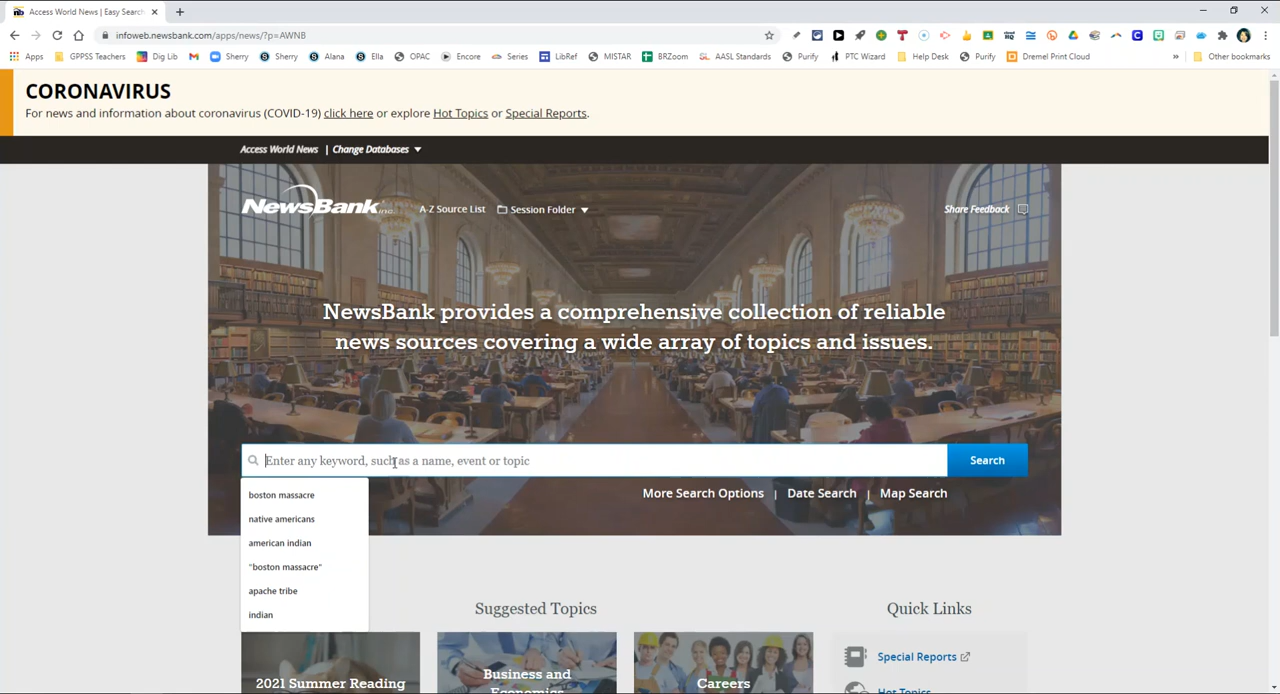 Access World News | Easy Search
infoweb.newsbank.com/apps/news/?p=AWNB
Apps GPPSS Teachers Dig Lib Sherry Sherry Alana Ella OPAC Encore Series LibRef MISTAR BRZoom AASL Standards Purify PTC Wizard Help Desk Purify Dremel Print Cloud » Other bookmarks
CORONAVIRUS
For news and information about coronavirus (COVID-19) click here or explore Hot Topics or Special Reports.
Access World News | Change Databases
NewsBank inc. A-Z Source List Session Folder Share Feedback
NewsBank provides a comprehensive collection of reliable
news sources covering a wide array of topics and issues.
Enter any keyword, such as a name, event or topic Search
More Search Options | Date Search | Map Search
boston massacre
native americans
american indian
"boston massacre"
apache tribe
indian
Suggested Topics Quick Links
2021 Summer Reading Business and Careers Special Reports
Economics Hot Topics